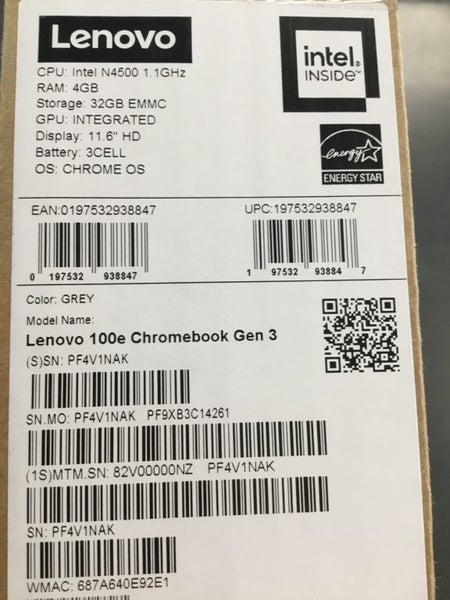 Lenovo
intel.
INSIDE™
CPU: Intel N4500 1.1GHz
RAM: 4GB
Storage: 32GB EMMC
GPU: INTEGRATED
Display: 11.6" HD
Battery: 3CELL
OS: CHROME OS
energy
ENERGY STAR
EAN:0197532938847
0 197532 938847
UPC:197532938847
1 97532 93884 7
Color: GREY
Model Name:
Lenovo 100e Chromebook Gen 3
(S)SN: PF4V1NAK
SN.MO: PF4V1NAK PF9XB3C14261
(1S)MTM.SN: 82V00000NZ PF4V1NAK
SN: PF4V1NAK
WMAC: 687A640E92E1